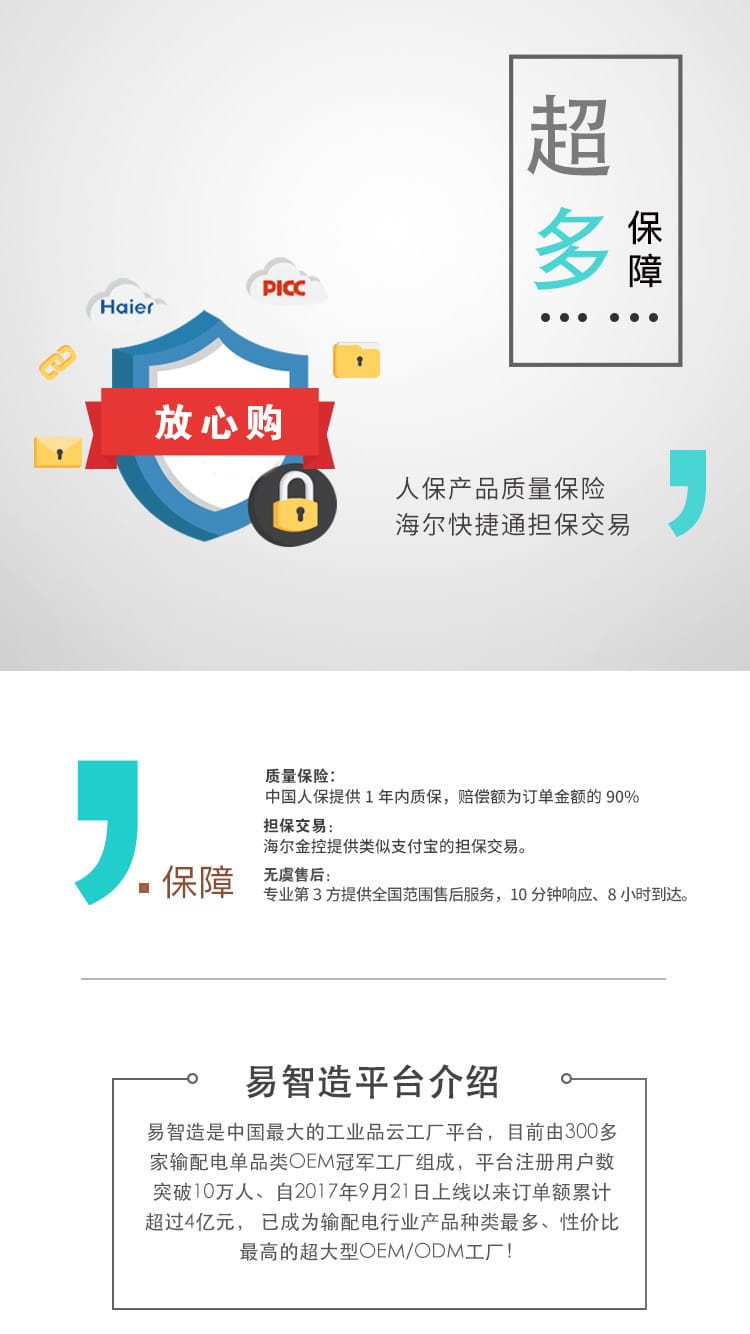 超
多
保障
Haier
PICC
放心购
人保产品质量保险
海尔快捷通担保交易
质量保险：
中国人保提供 1 年内质保，赔偿额为订单金额的 90%
担保交易：
海尔金控提供类似支付宝的担保交易。
无虞售后：
专业第 3 方提供全国范围售后服务，10 分钟响应、8 小时到达。
保障
易智造平台介绍
易智造是中国最大的工业品云工厂平台，目前由300多
家输配电单品类OEM冠军工厂组成，平台注册用户数
突破10万人、自2017年9月21日上线以来订单额累计
超过4亿元， 已成为输配电行业产品种类最多、性价比
最高的超大型OEM/ODM工厂！